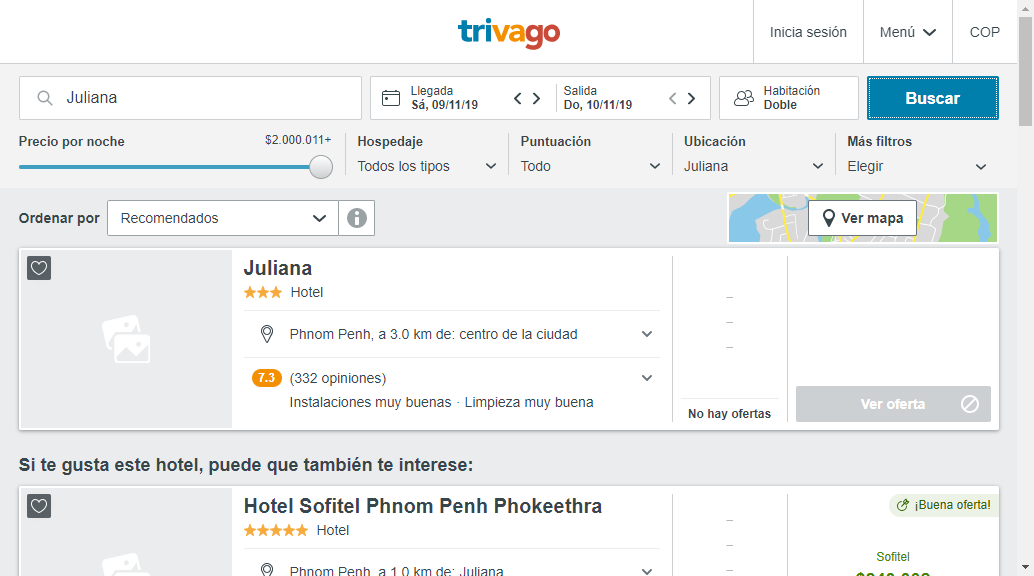 trivago
Inicia sesión
Menú
COP
Juliana
Llegada
Sá, 09/11/19
Salida
Do, 10/11/19
Habitación
Doble
Buscar
Precio por noche
$2.000.011+
Hospedaje
Todos los tipos
Puntuación
Todo
Ubicación
Juliana
Más filtros
Elegir
Ordenar por
Recomendados
Ver mapa
Juliana
Hotel
Phnom Penh, a 3.0 km de: centro de la ciudad
7.3 (332 opiniones)
Instalaciones muy buenas · Limpieza muy buena
No hay ofertas
Ver oferta
Si te gusta este hotel, puede que también te interese:
Hotel Sofitel Phnom Penh Phokeethra
Hotel
¡Buena oferta!
Sofitel
Phnom Penh, a 1.0 km de: Juliana